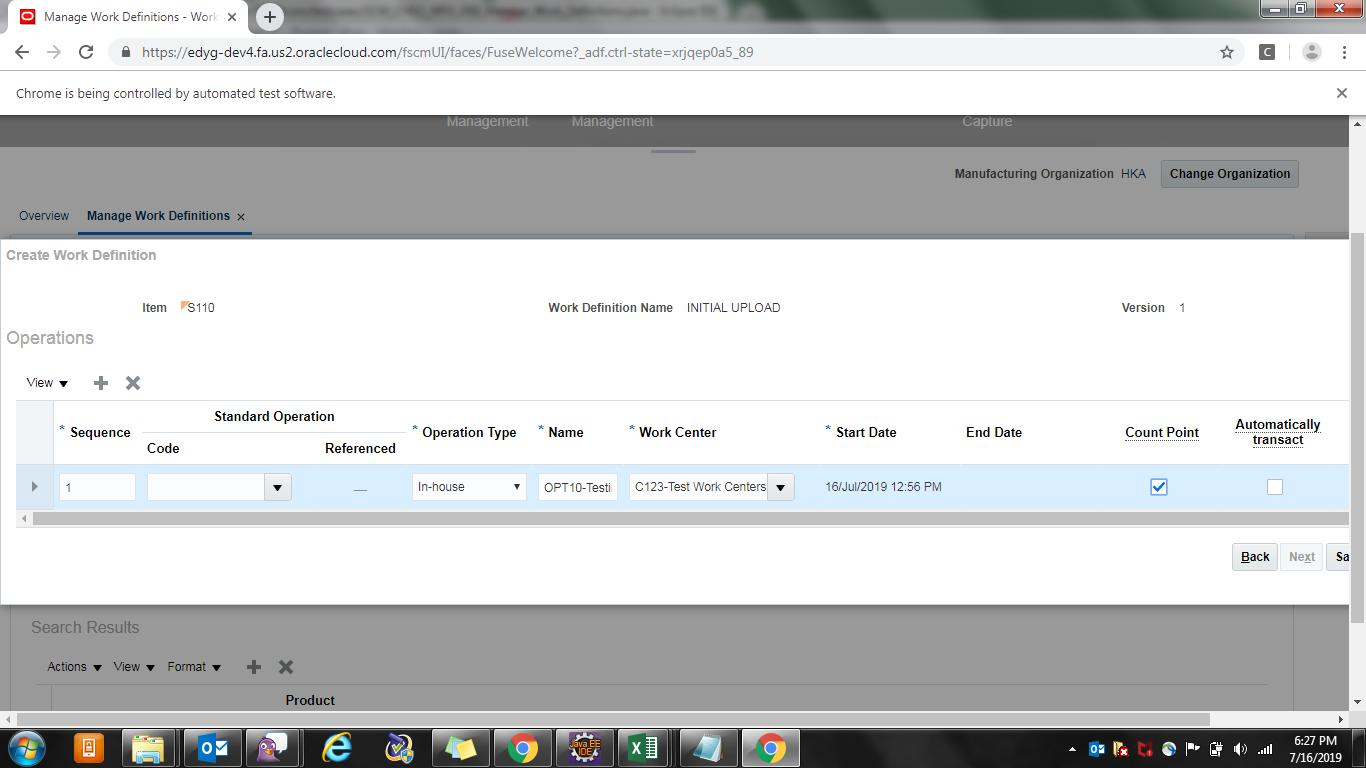 Manage Work Definitions - Work
https://edyg-dev4.fa.us2.oraclecloud.com/fscmUI/faces/FuseWelcome?_adf.ctrl-state=xrjqep0a5_89
C
Chrome is being controlled by automated test software.
Management Management Capture
Manufacturing Organization HKA Change Organization
Overview Manage Work Definitions
Create Work Definition
Item S110 Work Definition Name INITIAL UPLOAD Version 1
Operations
View
Standard Operation
* Sequence Code Referenced * Operation Type * Name * Work Center * Start Date End Date Count Point Automatically transact
1 — In-house OPT10-Testi C123-Test Work Centers 16/Jul/2019 12:56 PM
Back Next Sa
Search Results
Actions View Format
Product
Java EE
IDE
6:27 PM
7/16/2019